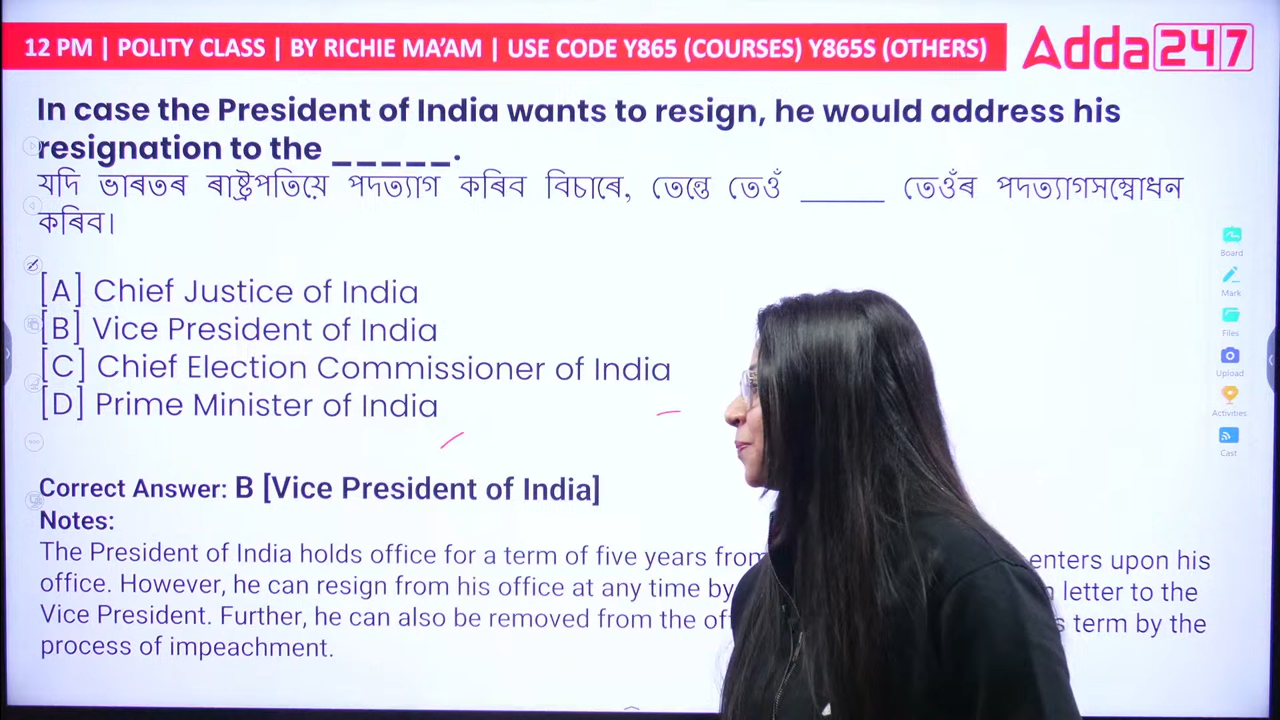 12 PM | POLITY CLASS | BY RICHIE MA’AM | USE CODE Y865 (COURSES) Y865S (OTHERS)
Adda 247
In case the President of India wants to resign, he would address his
resignation to the _____.
যদি ভাৰতৰ ৰাষ্ট্ৰপতিয়ে পদত্যাগ কৰিব বিচাৰে, তেন্তে তেওঁ ______ তেওঁৰ পদত্যাগসম্বোধন
কৰিব।
[A] Chief Justice of India
[B] Vice President of India
[C] Chief Election Commissioner of India
[D] Prime Minister of India
Correct Answer: B [Vice President of India]
Notes:
The President of India holds office for a term of five years from enters upon his
office. However, he can resign from his office at any time by letter to the
Vice President. Further, he can also be removed from the term by the
process of impeachment.
Board
Mark
Files
Upload
Activities
Cast